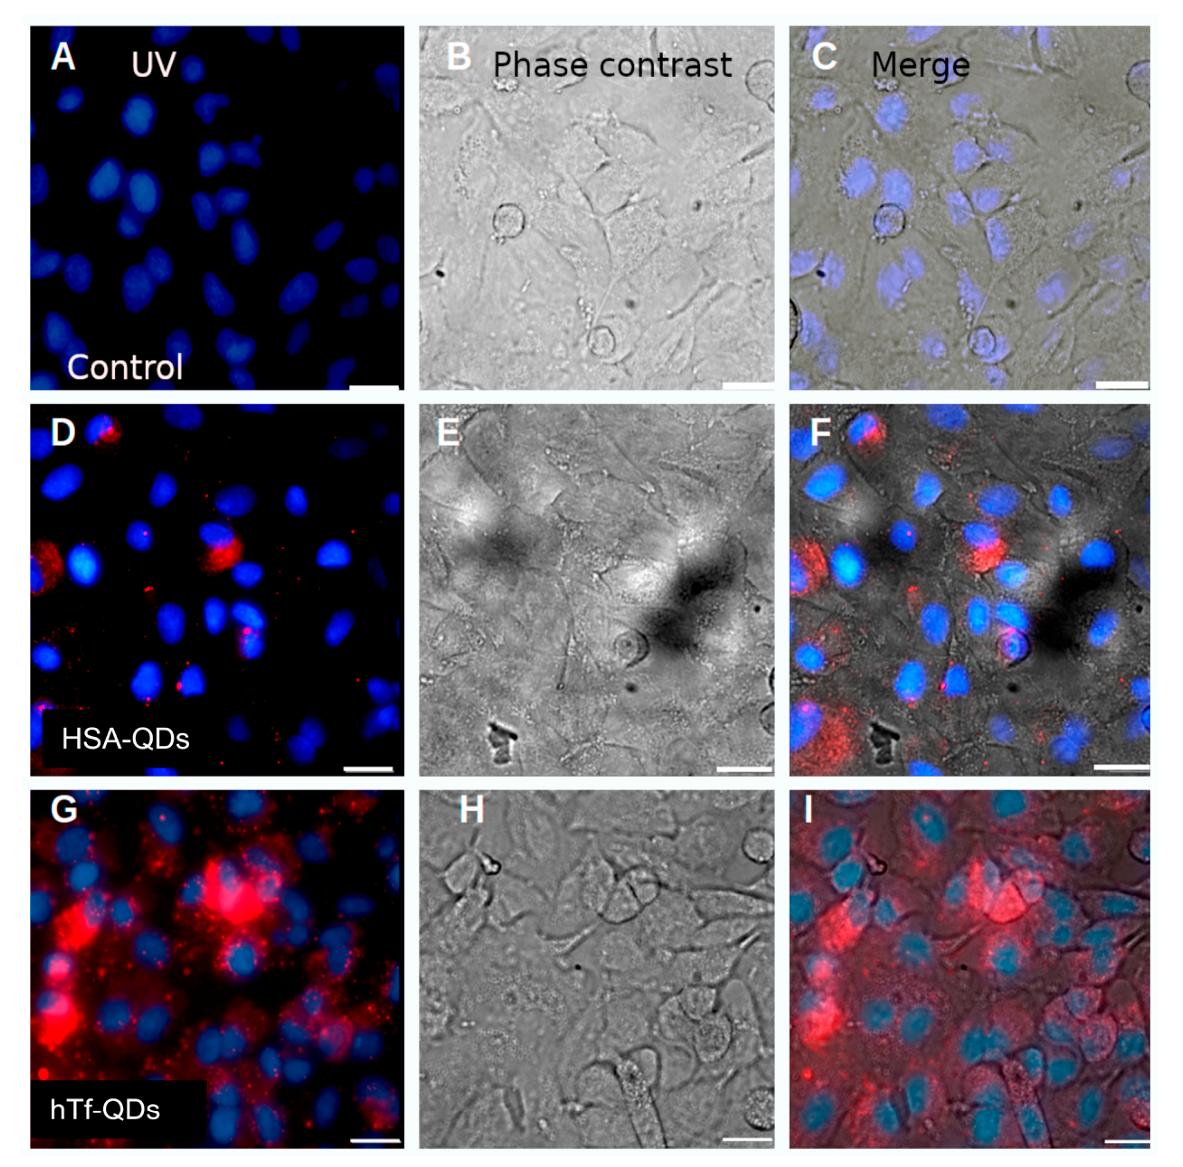 A
UV
B
Phase contrast
C
Merge
Control
D
E
F
HSA-QDs
G
H
I
hTf-QDs